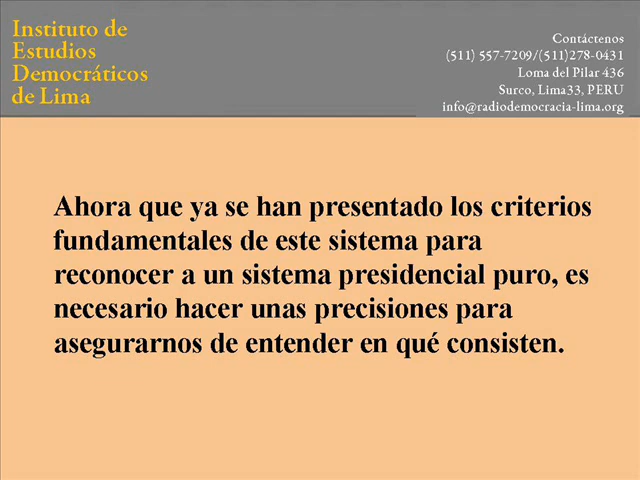 Instituto de
Estudios
Democráticos
de Lima
Contáctenos
(511) 557-7209/(511)278-0431
Loma del Pilar 436
Surco, Lima33, PERU
info@radiodemocracia-lima.org
Ahora que ya se han presentado los criterios
fundamentales de este sistema para
reconocer a un sistema presidencial puro, es
necesario hacer unas precisiones para
asegurarnos de entender en qué consisten.